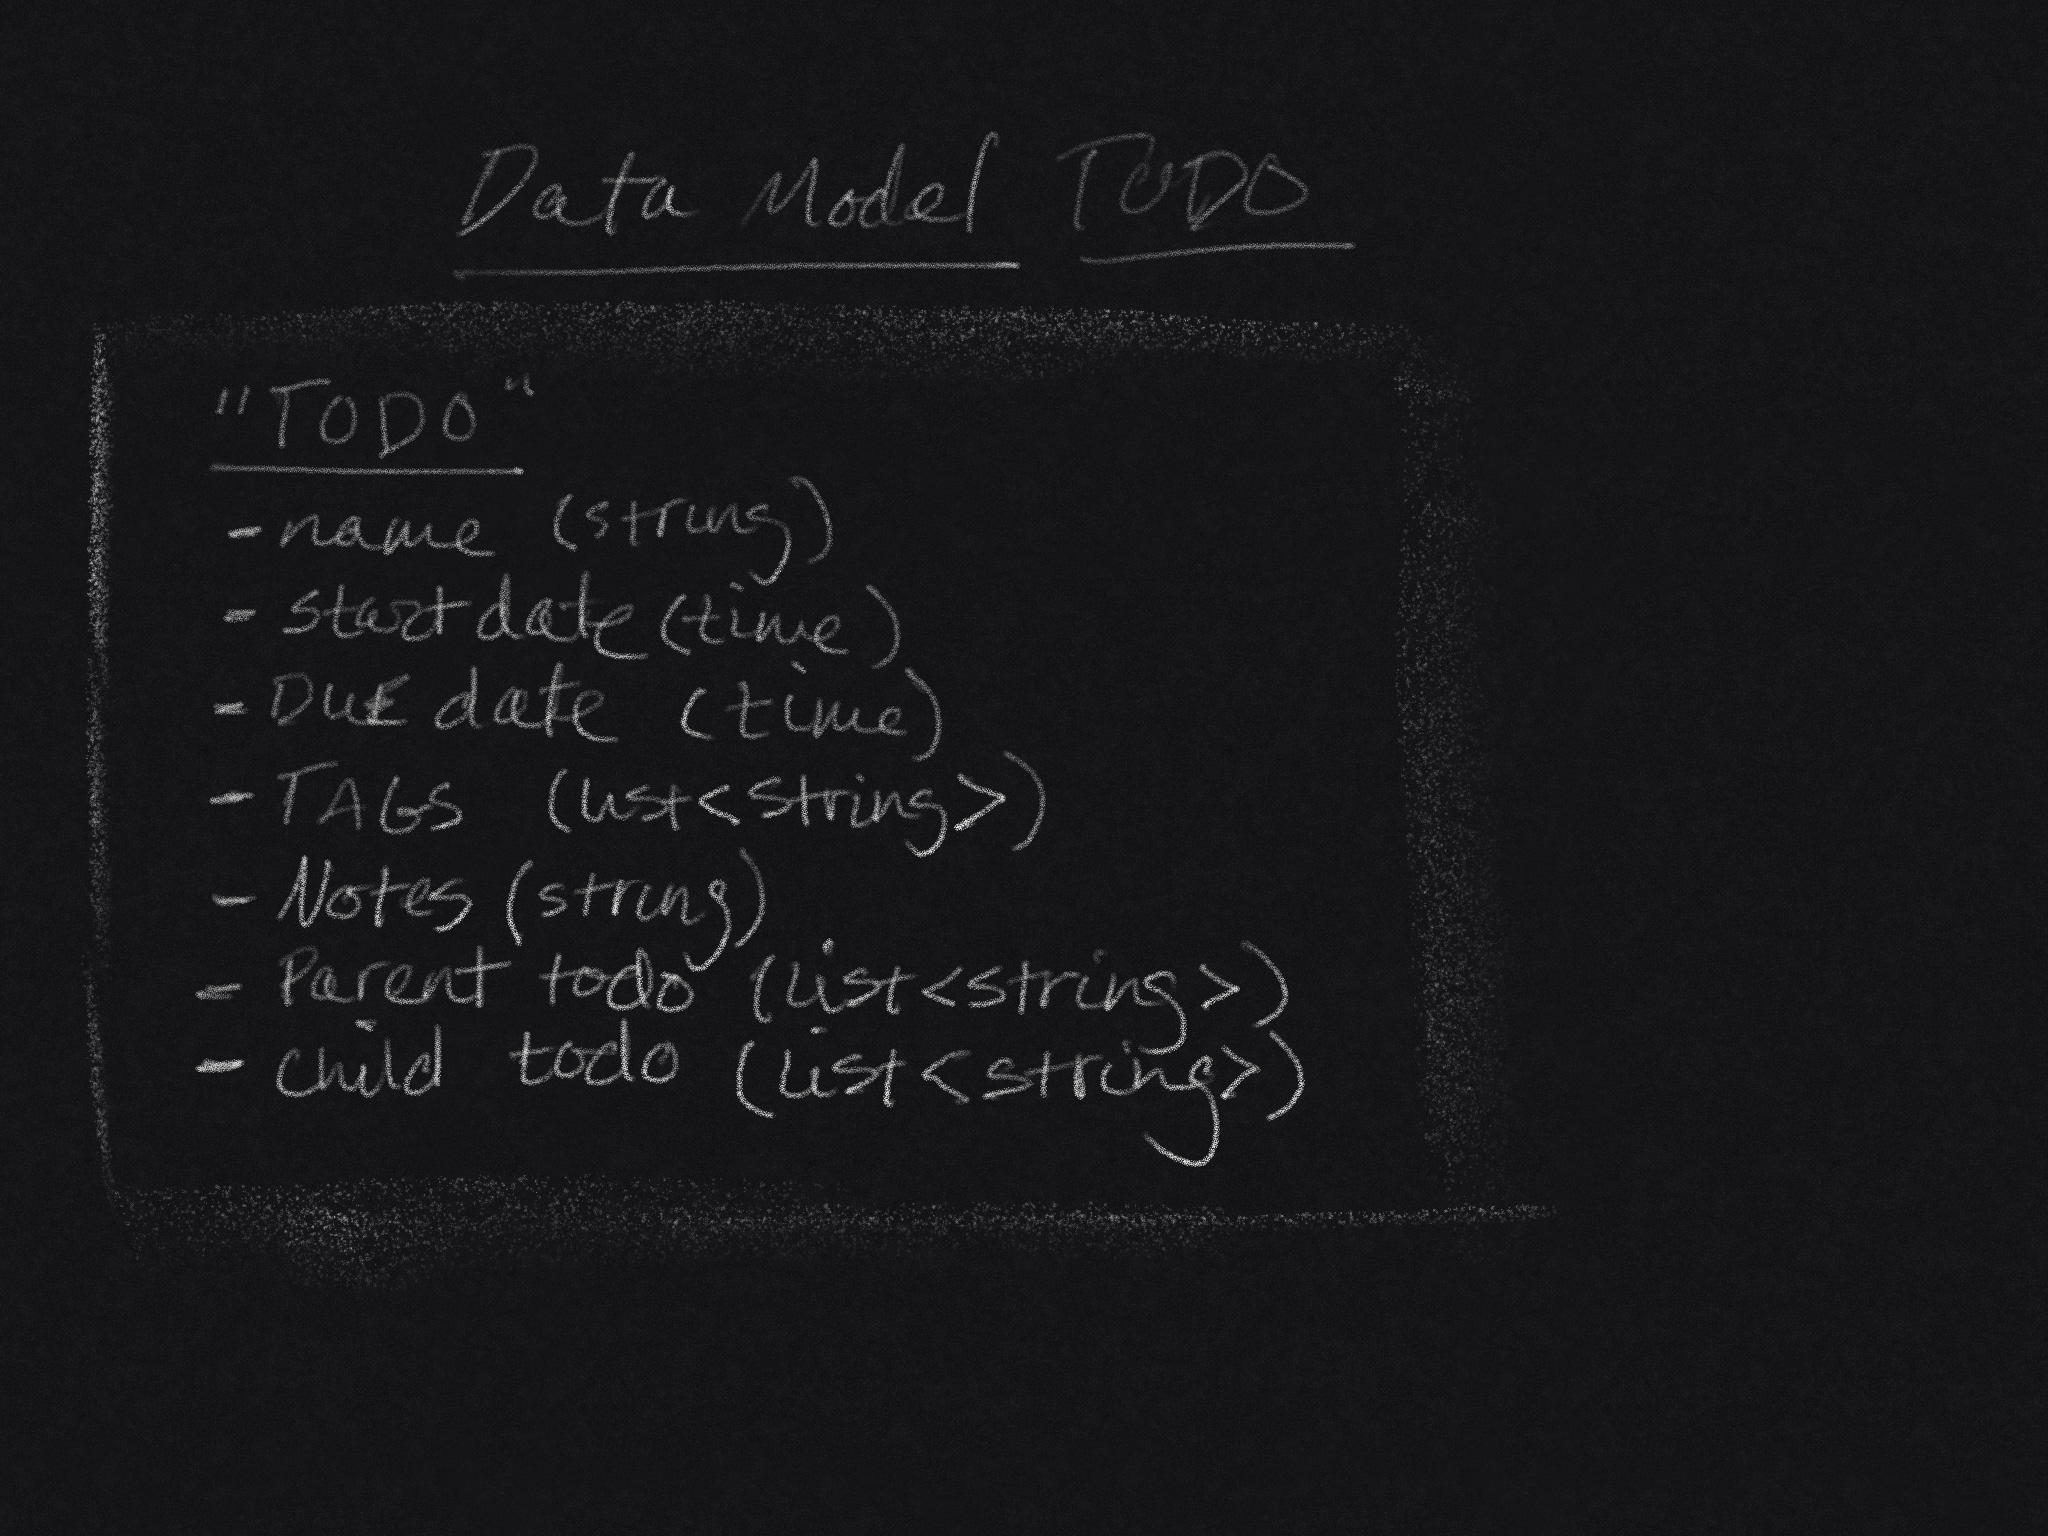 Data Model TODO
"TODO"
- name (string)
- start date (time)
- DUE date (time)
- TAGS (list<string>)
- Notes (string)
- Parent todo (list<string>)
- child todo (list<string>)